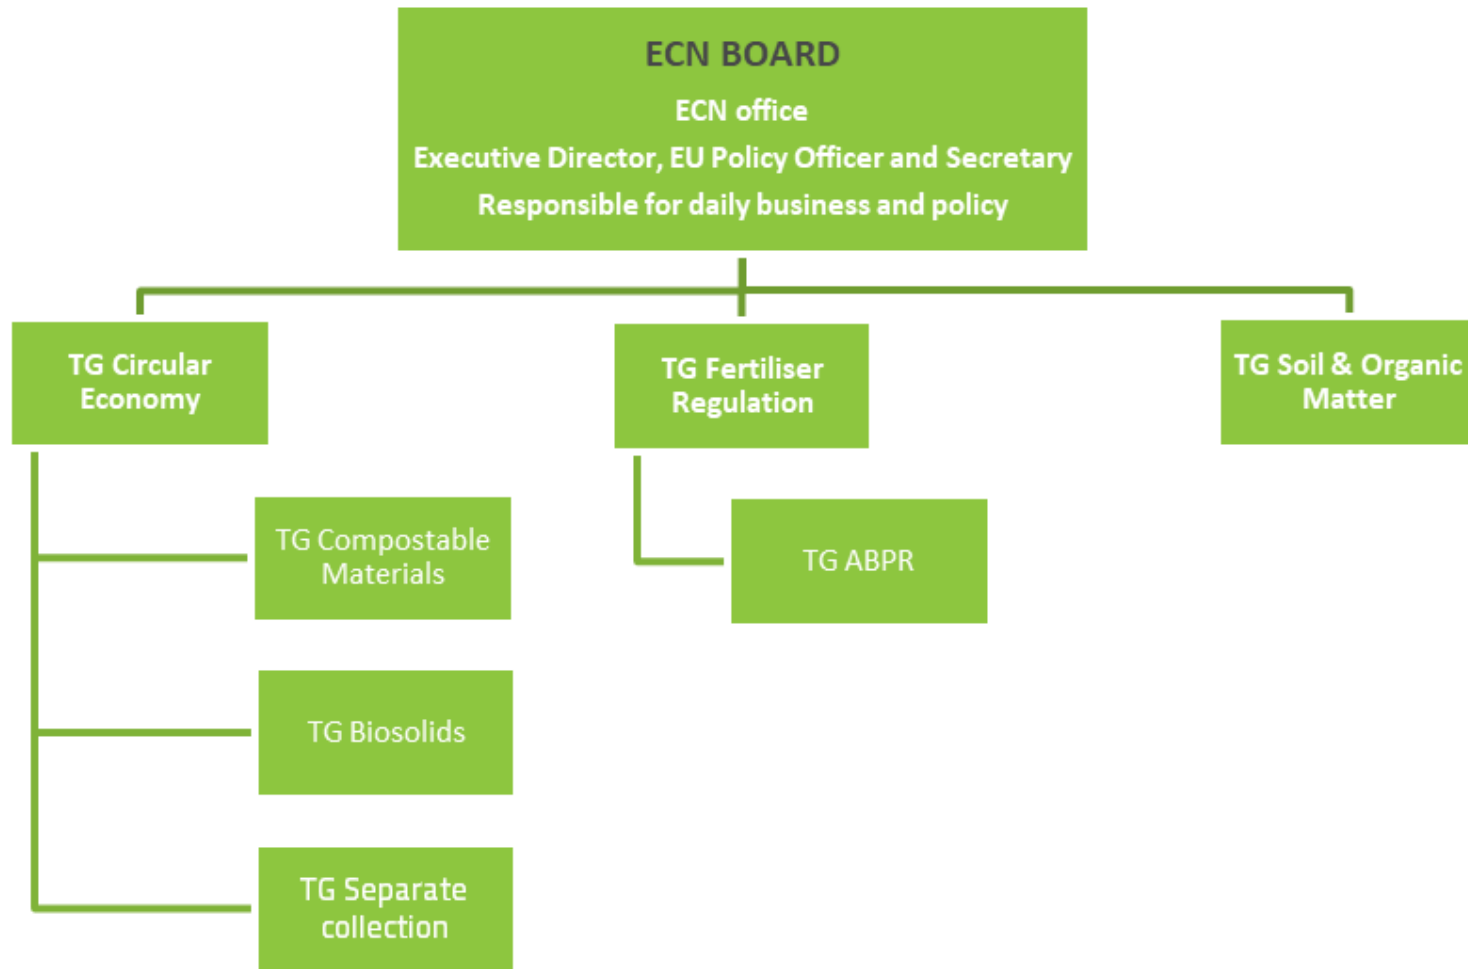 ECN BOARD
ECN office
Executive Director, EU Policy Officer and Secretary
Responsible for daily business and policy
TG Circular
Economy
TG Fertiliser
Regulation
TG Soil & Organic
Matter
TG Compostable
Materials
TG ABPR
TG Biosolids
TG Separate
collection